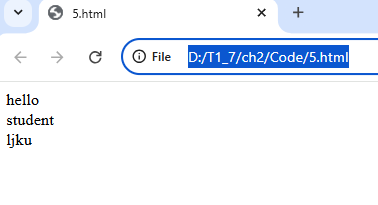 5.html
File D:/T1_7/ch2/Code/5.html
hello
student
ljku